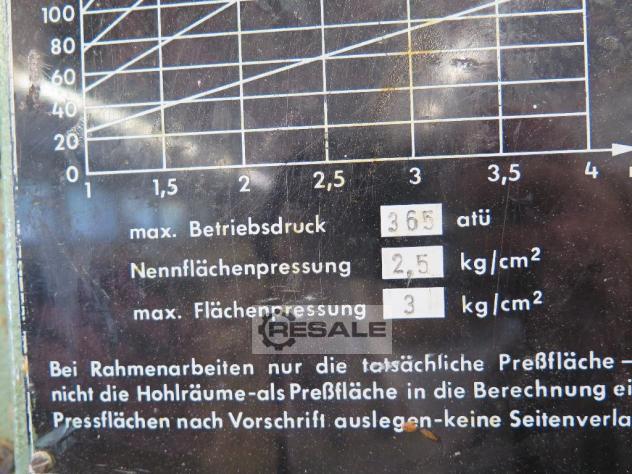 100
80
60
40
20
0
1 1,5 2 2,5 3 3,5 4
max. Betriebsdruck 365 atü
Nennflächenpressung 2,5 kg/cm²
max. Flächenpressung 3 kg/cm²
RESALE
Bei Rahmenarbeiten nur die tatsächliche Preßfläche –
nicht die Hohlräume-als Preßfläche in die Berechnung ei
Pressflächen nach Vorschrift auslegen-keine Seitenverla